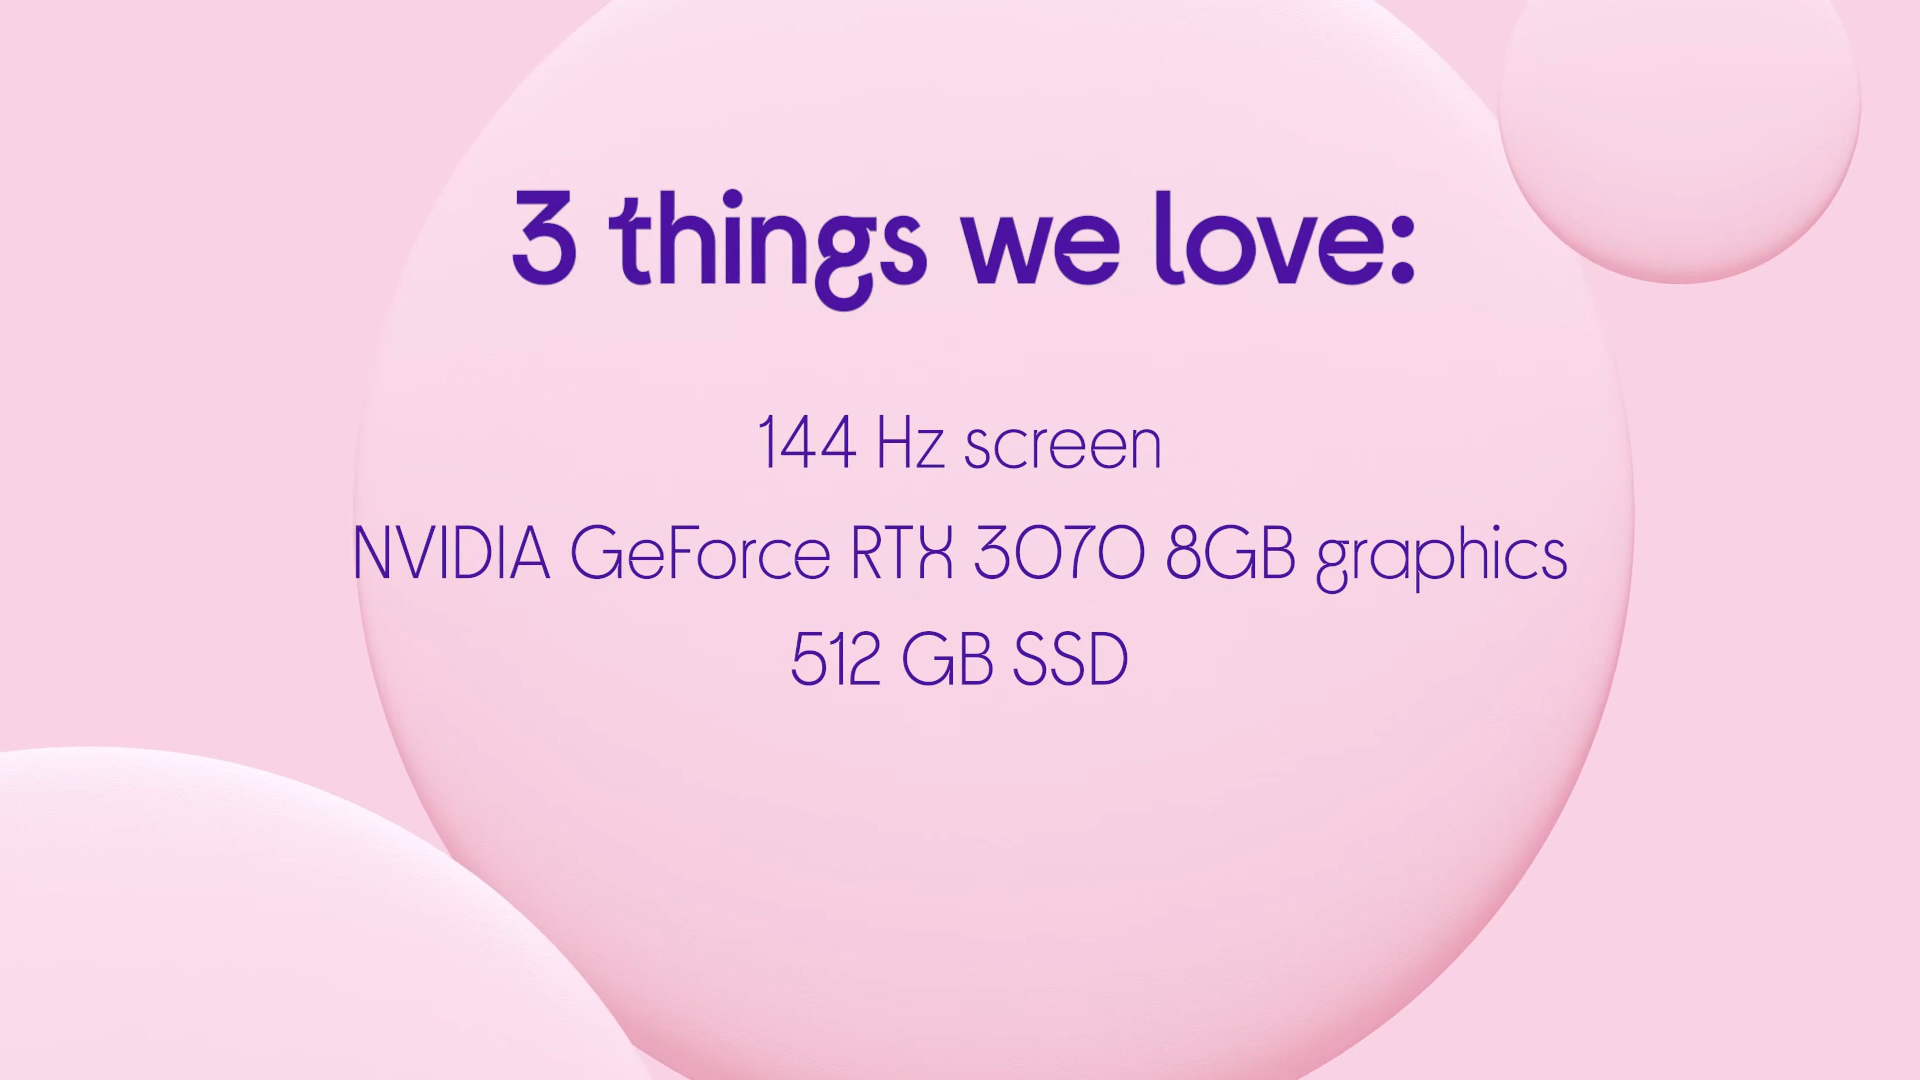 3 things we love:
144 Hz screen
NVIDIA GeForce RTX 3070 8GB graphics
512 GB SSD